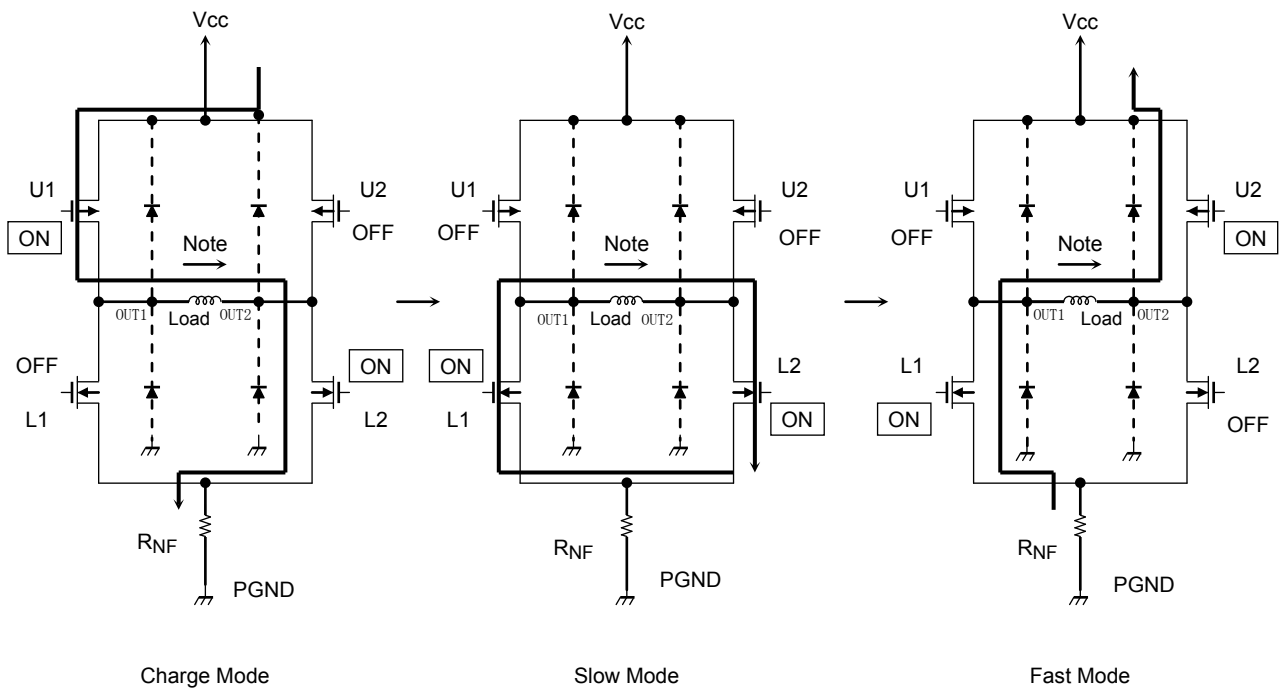 Vcc
U1
ON
U2
OFF
Note
OUT1
Load
OUT2
OFF
L1
ON
L2
RNF
PGND
Charge Mode
Vcc
U1
OFF
U2
OFF
Note
OUT1
Load
OUT2
ON
L1
L2
ON
RNF
PGND
Slow Mode
Vcc
U1
OFF
U2
ON
Note
OUT1
Load
OUT2
L1
ON
L2
OFF
RNF
PGND
Fast Mode